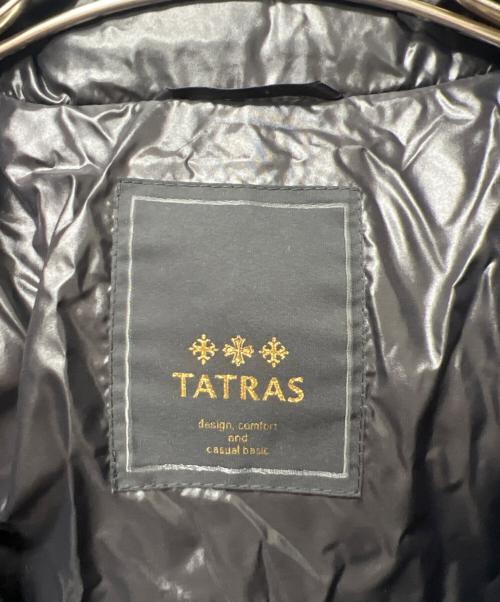 TATRAS
design, comfort
and
casual basic